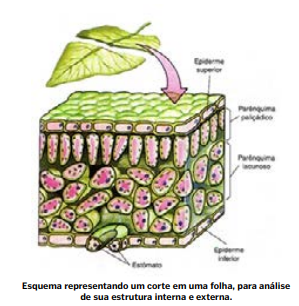 Epiderme
superior
Parênquima
paliçádico
Parênquima
lacunoso
Epiderme
inferior
Estômato
Esquema representando um corte em uma folha, para análise
de sua estrutura interna e externa.